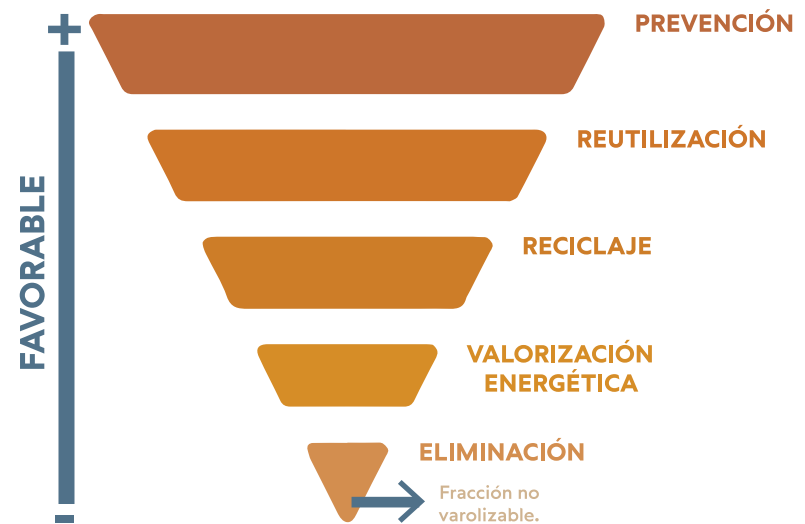 +
PREVENCIÓN
REUTILIZACIÓN
FAVORABLE
RECICLAJE
VALORIZACIÓN
ENERGÉTICA
ELIMINACIÓN
Fracción no
varolizable.
-